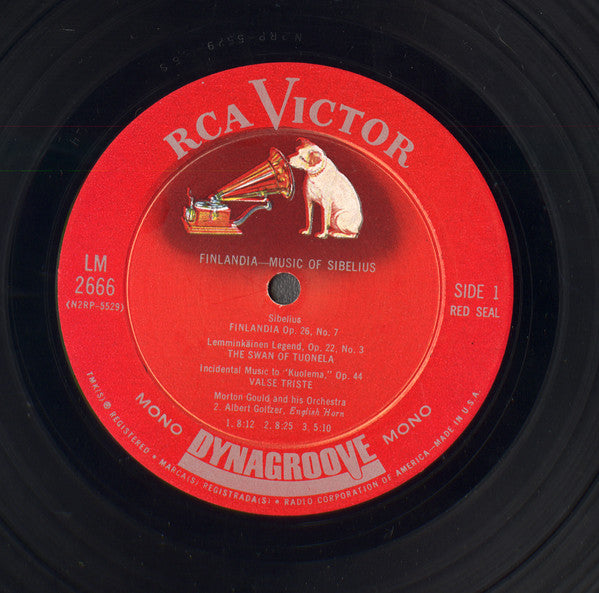 N2RP-5529
RCA VICTOR
FINLANDIA—MUSIC OF SIBELIUS
LM
2666
(N2RP-5529)
SIDE 1
RED SEAL
Sibelius
FINLANDIA Op. 26, No. 7
Lemminkäinen Legend, Op. 22, No. 3
THE SWAN OF TUONELA
Incidental Music to "Kuolema," Op. 44
VALSE TRISTE
Morton Gould and his Orchestra
2. Albert Goltzer, English Horn
1. 8:12 2. 8:25 3. 5:10
MONO DYNAGROOVE MONO
TMK(S) ® REGISTERED • MARCA(S) REGISTRADA(S) • RADIO CORPORATION OF AMERICA—MADE IN U.S.A.